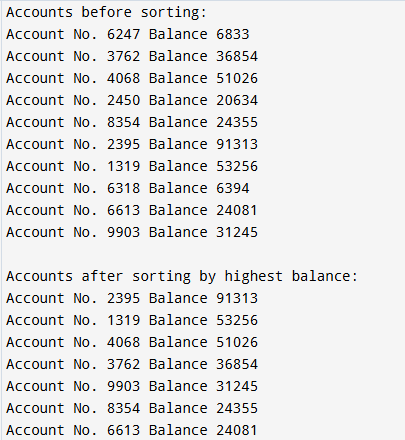 Accounts before sorting:
Account No. 6247 Balance 6833
Account No. 3762 Balance 36854
Account No. 4068 Balance 51026
Account No. 2450 Balance 20634
Account No. 8354 Balance 24355
Account No. 2395 Balance 91313
Account No. 1319 Balance 53256
Account No. 6318 Balance 6394
Account No. 6613 Balance 24081
Account No. 9903 Balance 31245
Accounts after sorting by highest balance:
Account No. 2395 Balance 91313
Account No. 1319 Balance 53256
Account No. 4068 Balance 51026
Account No. 3762 Balance 36854
Account No. 9903 Balance 31245
Account No. 8354 Balance 24355
Account No. 6613 Balance 24081